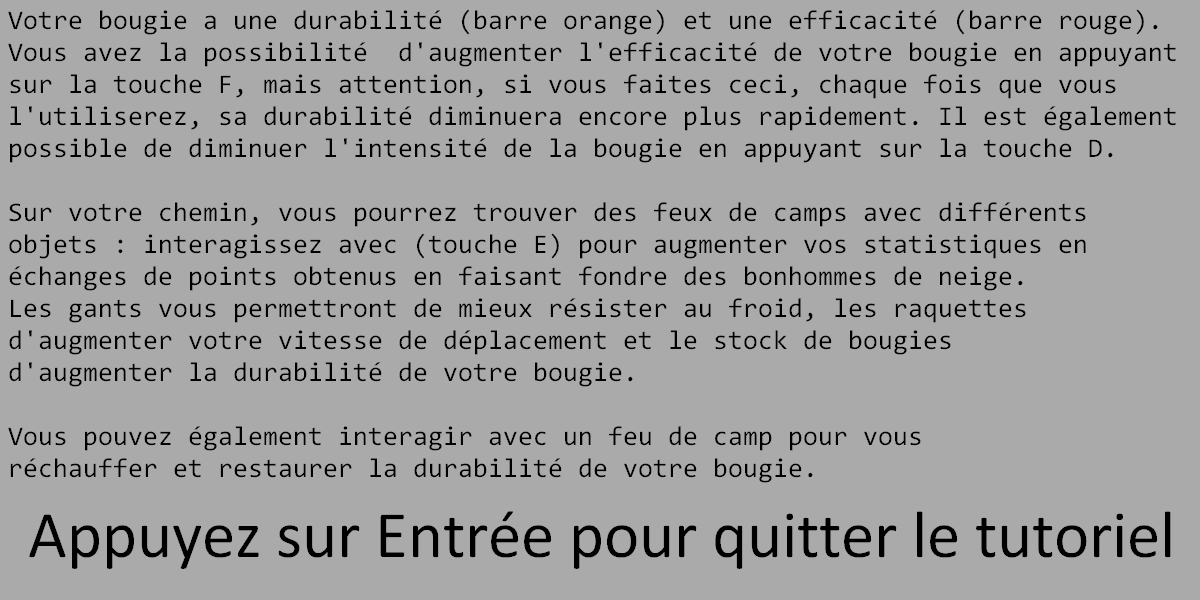 Votre bougie a une durabilité (barre orange) et une efficacité (barre rouge).
Vous avez la possibilité  d'augmenter l'efficacité de votre bougie en appuyant
sur la touche F, mais attention, si vous faites ceci, chaque fois que vous
l'utiliserez, sa durabilité diminuera encore plus rapidement. Il est également
possible de diminuer l'intensité de la bougie en appuyant sur la touche D.

Sur votre chemin, vous pourrez trouver des feux de camps avec différents
objets : interagissez avec (touche E) pour augmenter vos statistiques en
échanges de points obtenus en faisant fondre des bonhommes de neige.
Les gants vous permettront de mieux résister au froid, les raquettes
d'augmenter votre vitesse de déplacement et le stock de bougies
d'augmenter la durabilité de votre bougie.

Vous pouvez également interagir avec un feu de camp pour vous
réchauffer et restaurer la durabilité de votre bougie.
Appuyez sur Entrée pour quitter le tutoriel